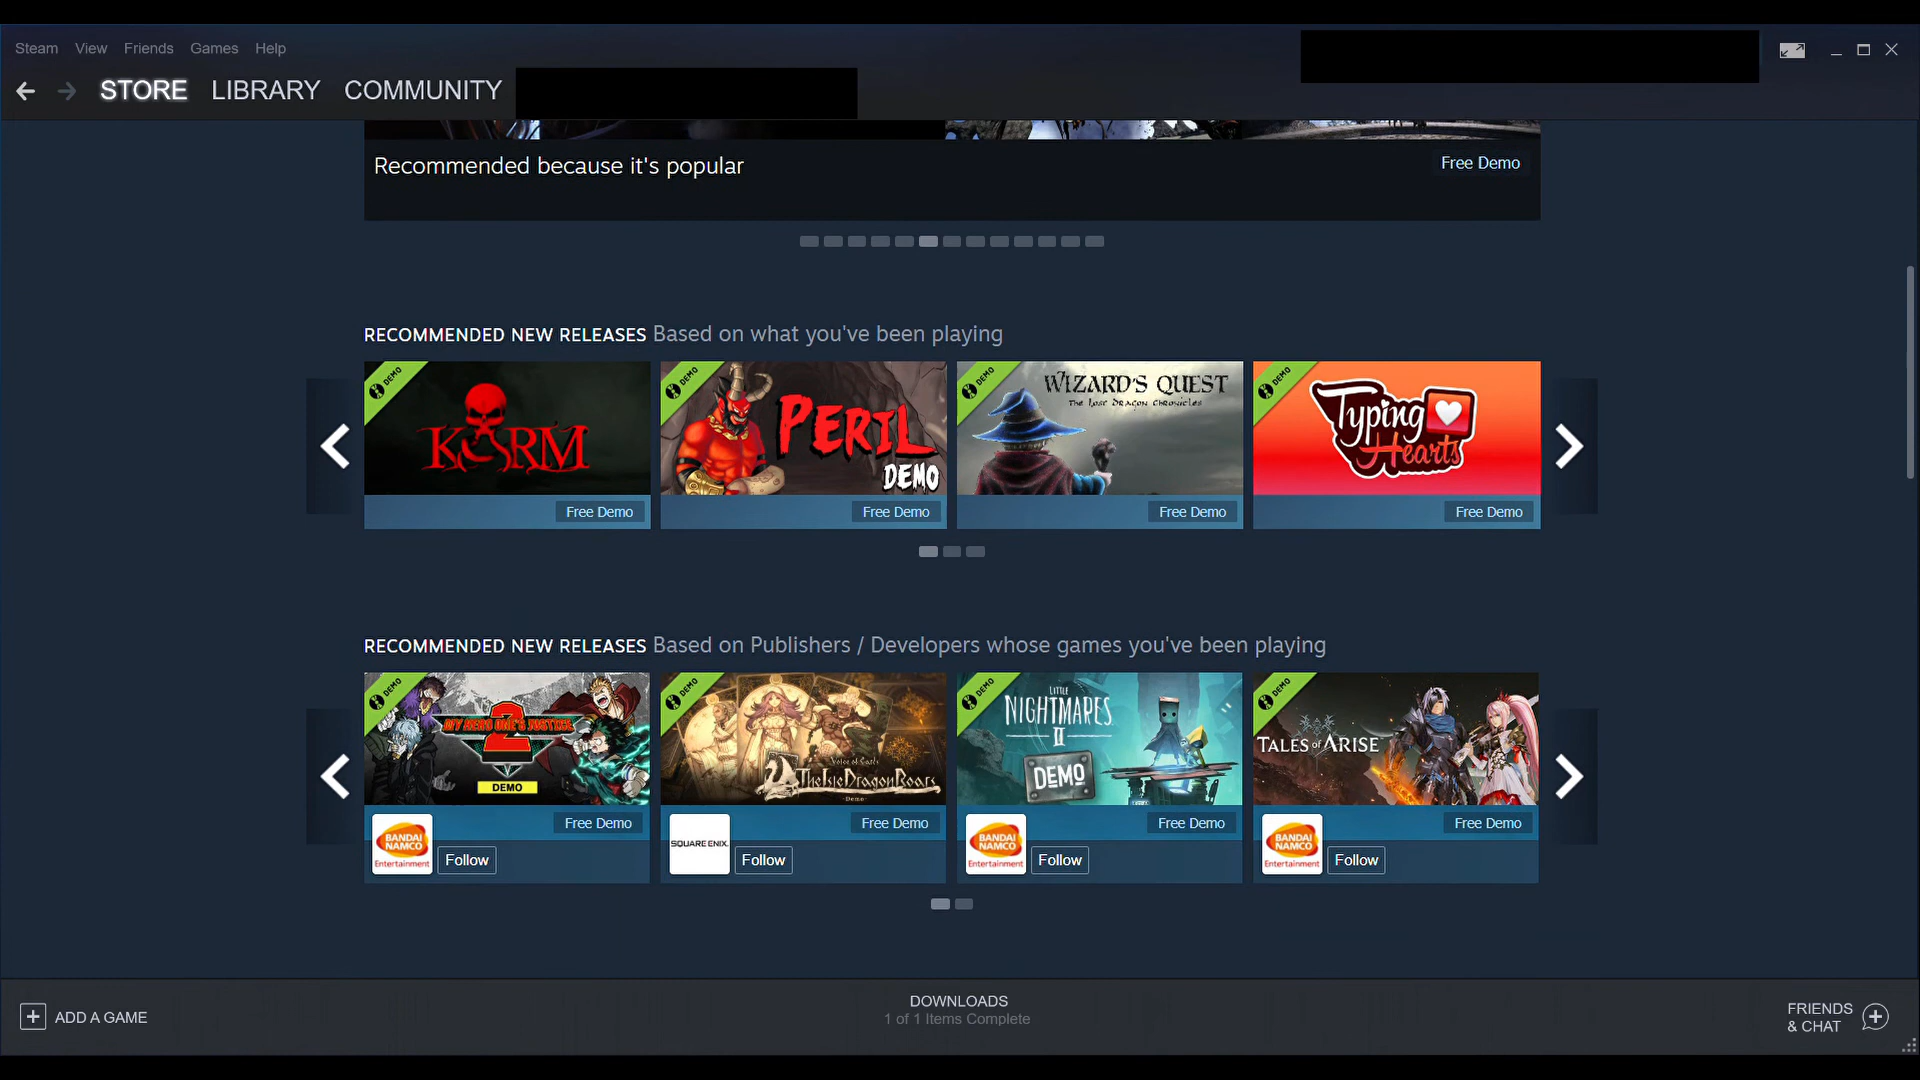 Steam View Friends Games Help
STORE LIBRARY COMMUNITY
Recommended because it's popular
Free Demo
RECOMMENDED NEW RELEASES Based on what you've been playing
DEMO
KARM
Free Demo
DEMO
PERIL
DEMO
Free Demo
DEMO
WIZARD'S QUEST
The Lost Dragon Chronicles
Free Demo
DEMO
Typing
Hearts
Free Demo
RECOMMENDED NEW RELEASES Based on Publishers / Developers whose games you've been playing
DEMO
MY HERO ONE'S JUSTICE
2
DEMO
Free Demo
BANDAI
NAMCO
Entertainment
Follow
DEMO
Voice of Cards
The Isle Dragon Roars
-Demo-
Free Demo
SQUARE ENIX
Follow
DEMO
LITTLE
NIGHTMARES
II
DEMO
Free Demo
BANDAI
NAMCO
Entertainment
Follow
DEMO
TALES of ARISE
Free Demo
BANDAI
NAMCO
Entertainment
Follow
ADD A GAME
DOWNLOADS
1 of 1 Items Complete
FRIENDS
& CHAT